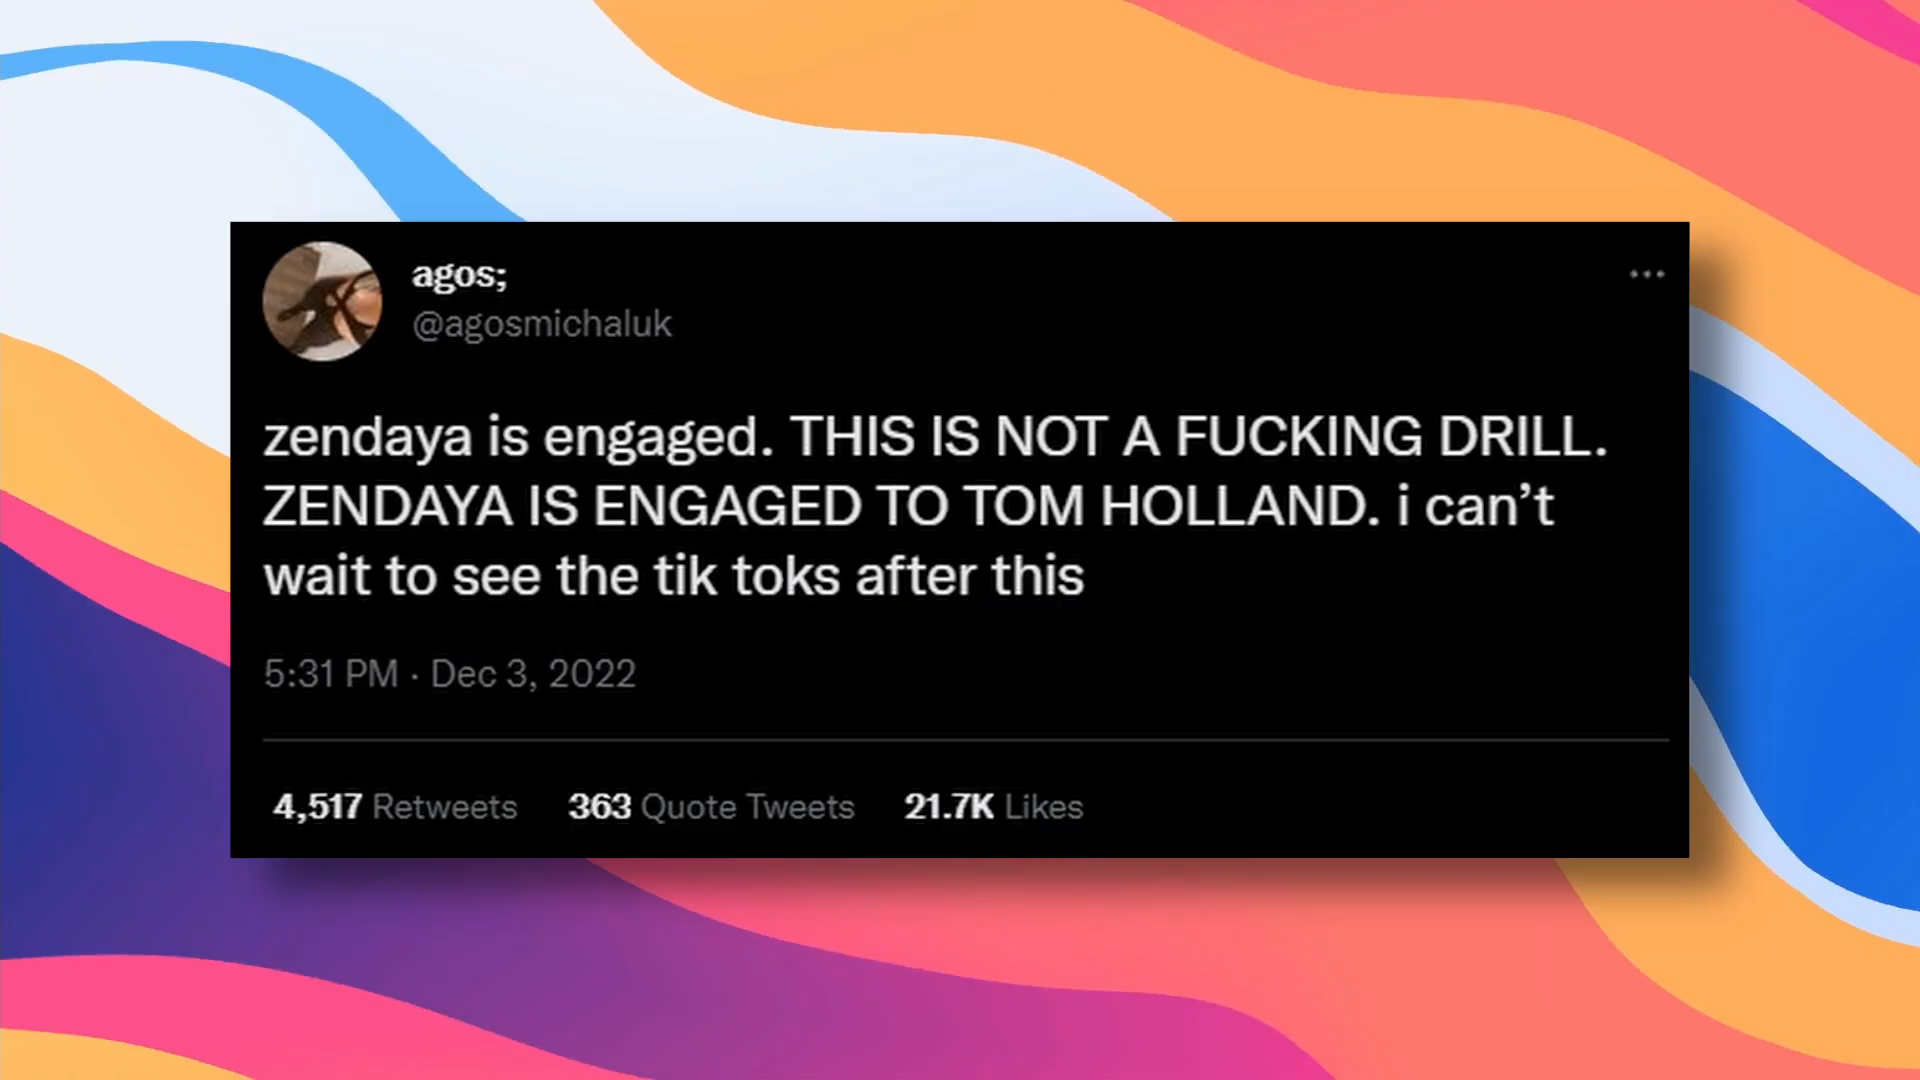 agos;
@agosmichaluk
zendaya is engaged. THIS IS NOT A FUCKING DRILL.
ZENDAYA IS ENGAGED TO TOM HOLLAND. i can’t
wait to see the tik toks after this
5:31 PM · Dec 3, 2022
4,517 Retweets 363 Quote Tweets 21.7K Likes